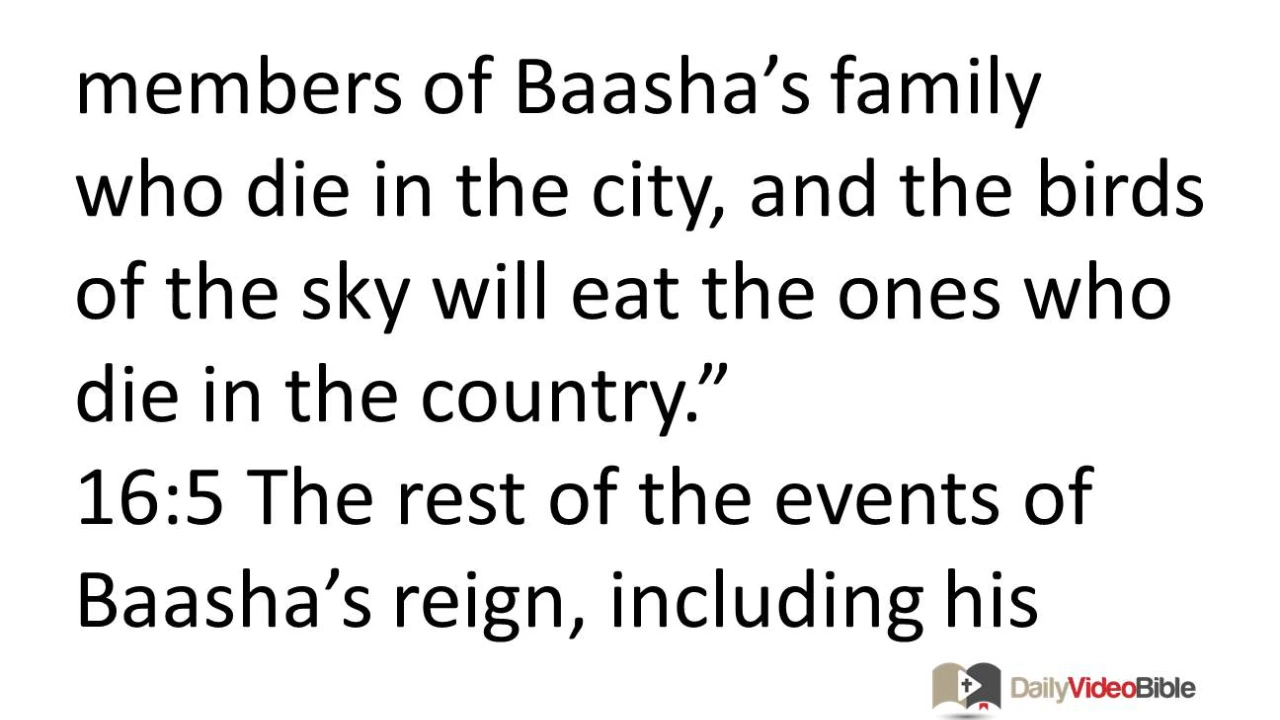 members of Baasha’s family
who die in the city, and the birds
of the sky will eat the ones who
die in the country.”
16:5 The rest of the events of
Baasha’s reign, including his
DailyVideoBible